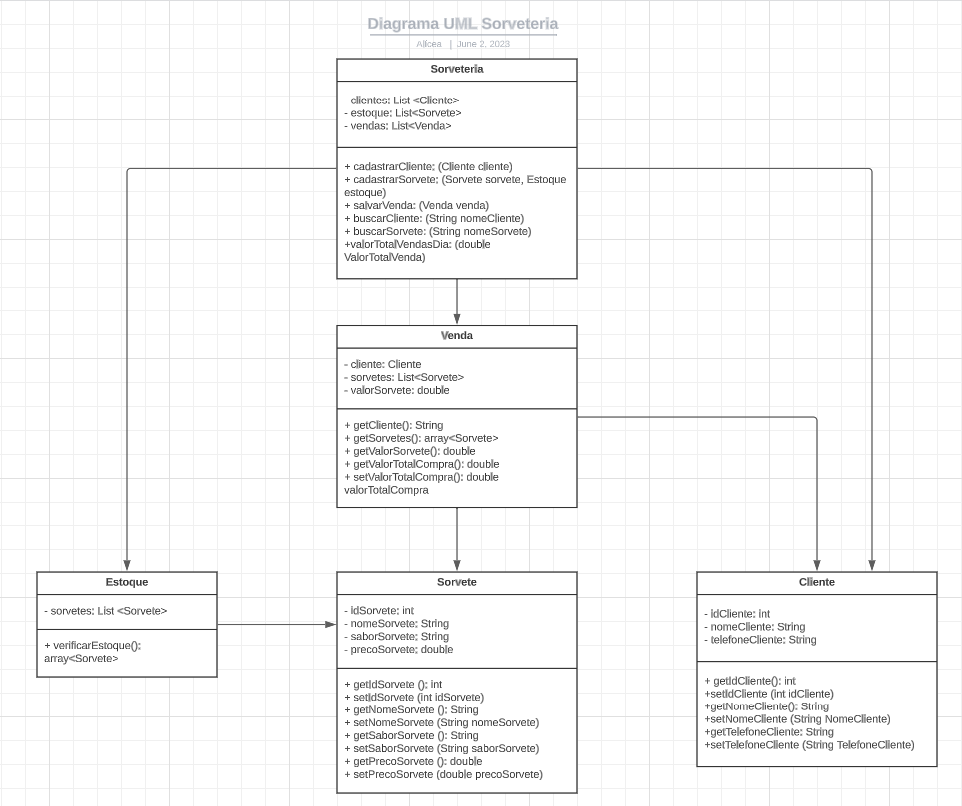 Diagrama UML Sorveteria
Alicea | June 2, 2023
Sorveteria
clientes: List <Cliente>
- estoque: List<Sorvete>
- vendas: List<Venda>
+ cadastrarCliente: (Cliente cliente)
+ cadastrarSorvete: (Sorvete sorvete, Estoque
estoque)
+ salvarVenda: (Venda venda)
+ buscarCliente: (String nomeCliente)
+ buscarSorvete: (String nomeSorvete)
+valorTotalVendasDia: (double
ValorTotalVenda)
Venda
- cliente: Cliente
- sorvetes: List<Sorvete>
- valorSorvete: double
+ getCliente(): String
+ getSorvetes(): array<Sorvete>
+ getValorSorvete(): double
+ getValorTotalCompra(): double
+ setValorTotalCompra(): double
valorTotalCompra
Estoque
- sorvetes: List <Sorvete>
+ verificarEstoque():
array<Sorvete>
Sorvete
- idSorvete: int
- nomeSorvete: String
- saborSorvete: String
- precoSorvete: double
+ getIdSorvete (): int
+ setIdSorvete (int idSorvete)
+ getNomeSorvete (): String
+ setNomeSorvete (String nomeSorvete)
+ getSaborSorvete (): String
+ setSaborSorvete (String saborSorvete)
+ getPrecoSorvete (): double
+ setPrecoSorvete (double precoSorvete)
Cliente
- idCliente: int
- nomeCliente: String
- telefoneCliente: String
+ getIdCliente(): int
+setIdCliente (int idCliente)
+getNomeCliente(): String
+setNomeCliente (String NomeCliente)
+getTelefoneCliente: String
+setTelefoneCliente (String TelefoneCliente)